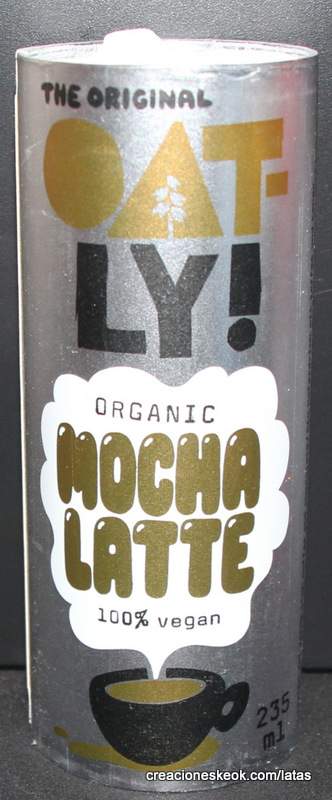 THE ORIGINAL
OAT-
LY!
ORGANIC
MOCHA
LATTE
100% vegan
235
ml
creacioneskeok.com/latas